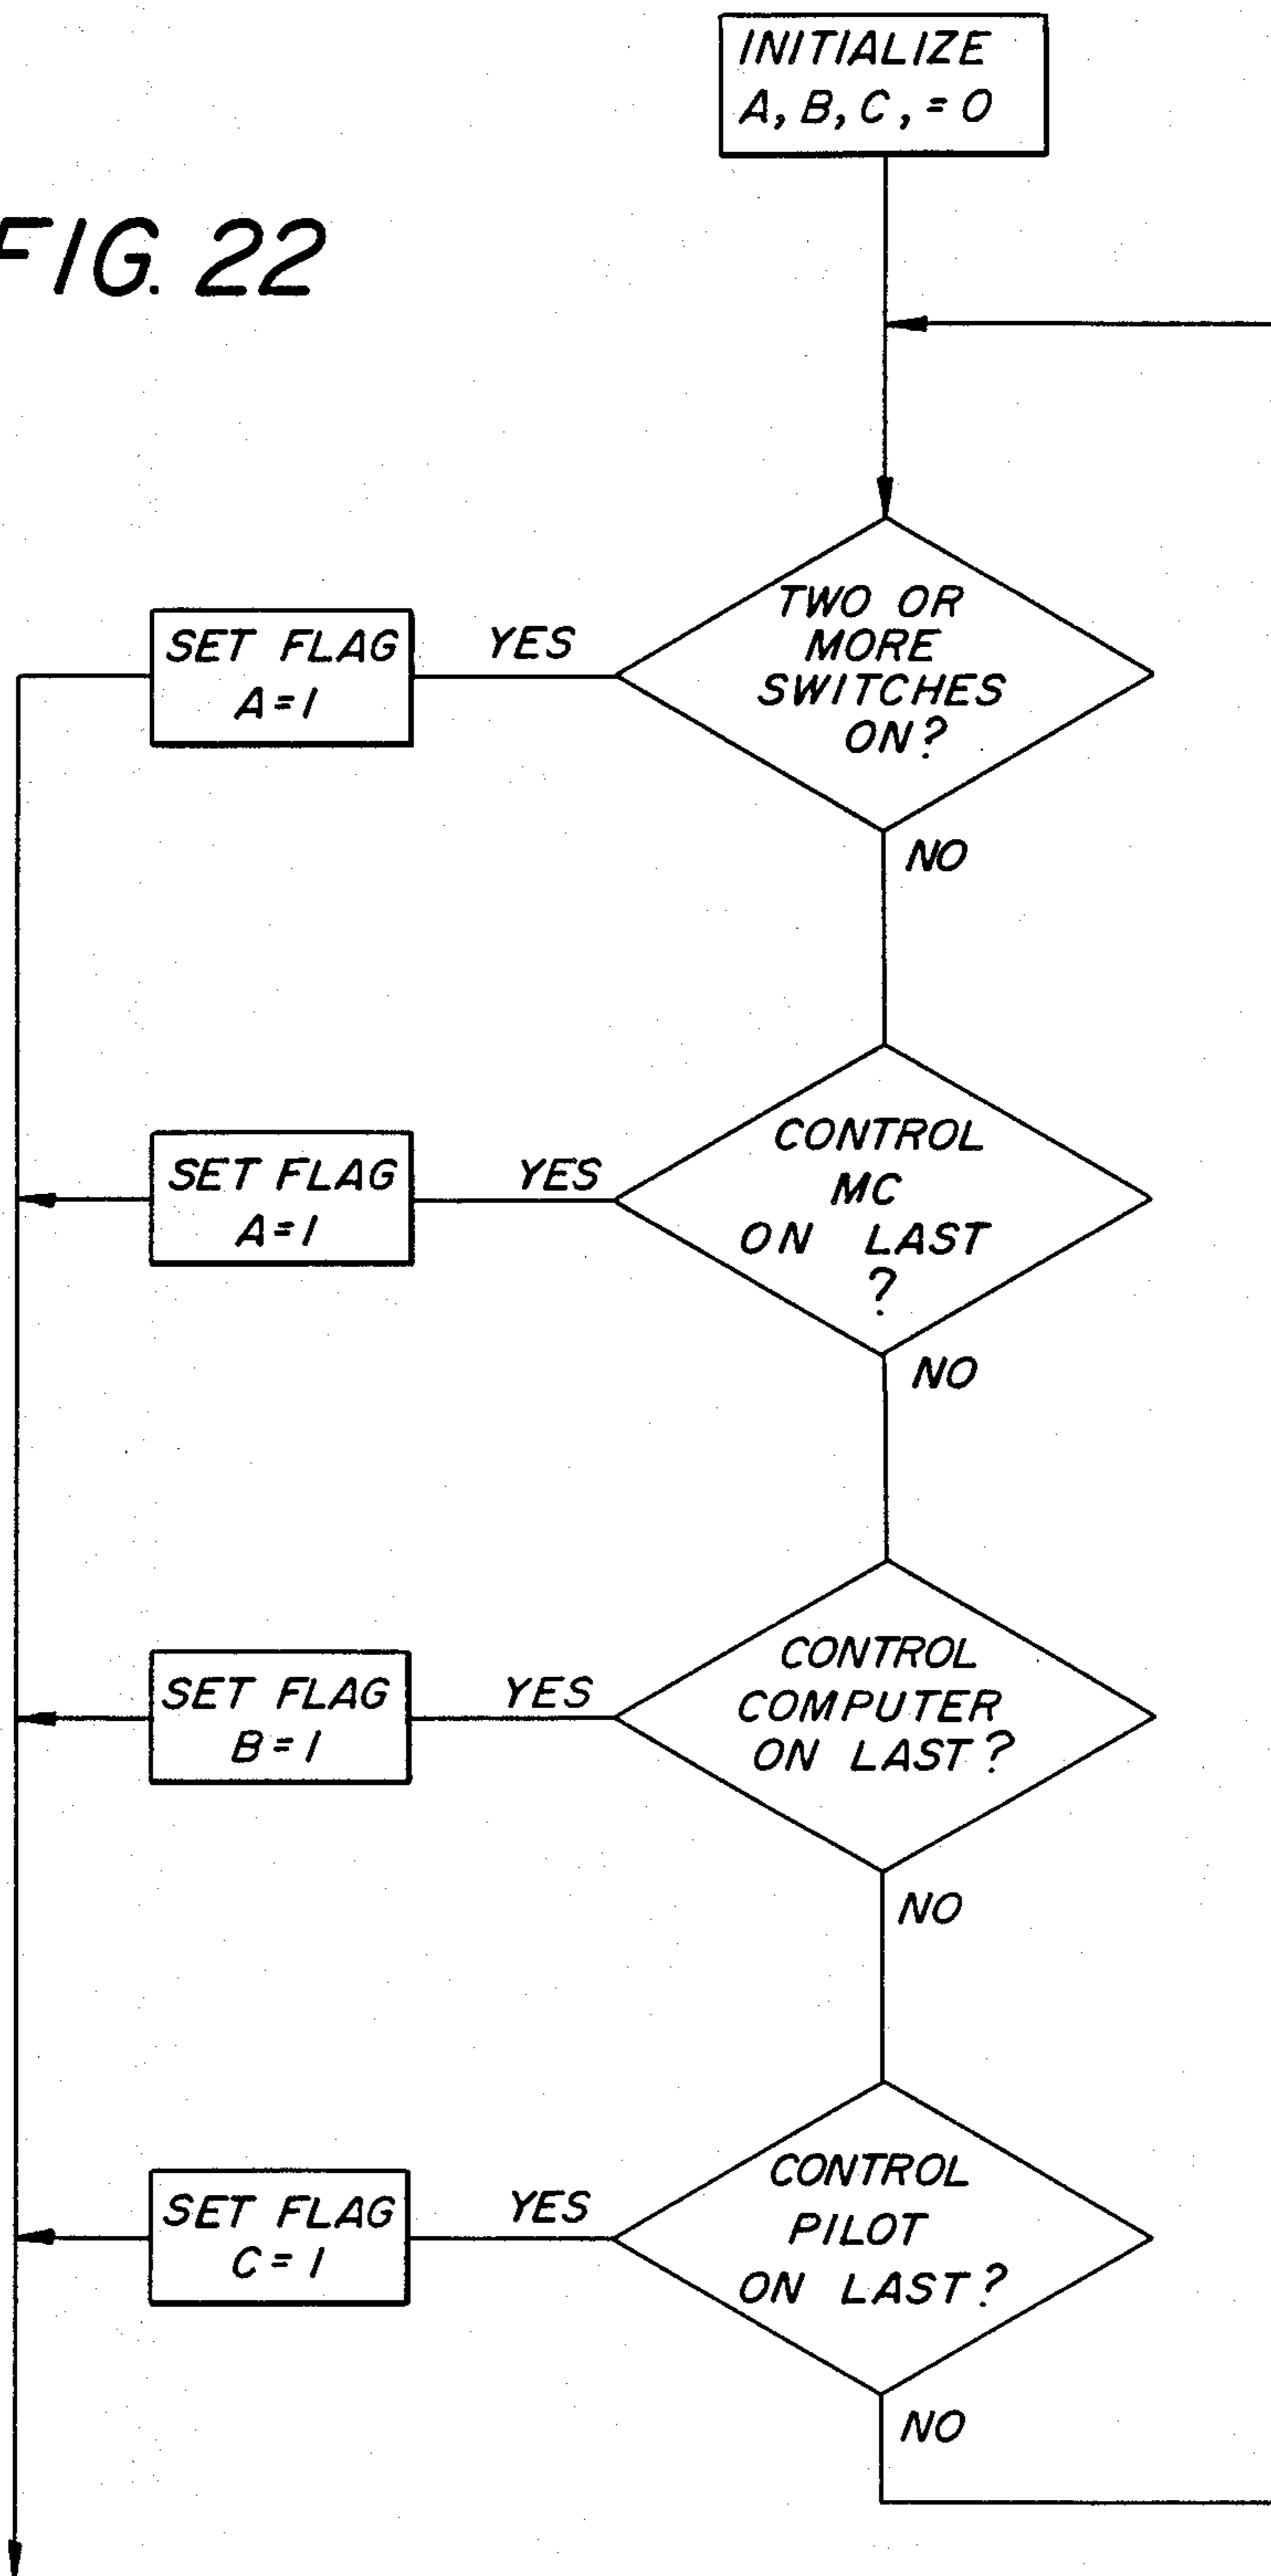 INITIALIZE
A, B, C, = 0
FIG. 22
TWO OR
MORE
SWITCHES
ON?
YES
SET FLAG
A = 1
NO
CONTROL
MC
ON LAST
?
YES
SET FLAG
A = 1
NO
CONTROL
COMPUTER
ON LAST?
YES
SET FLAG
B = 1
NO
CONTROL
PILOT
ON LAST?
YES
SET FLAG
C = 1
NO